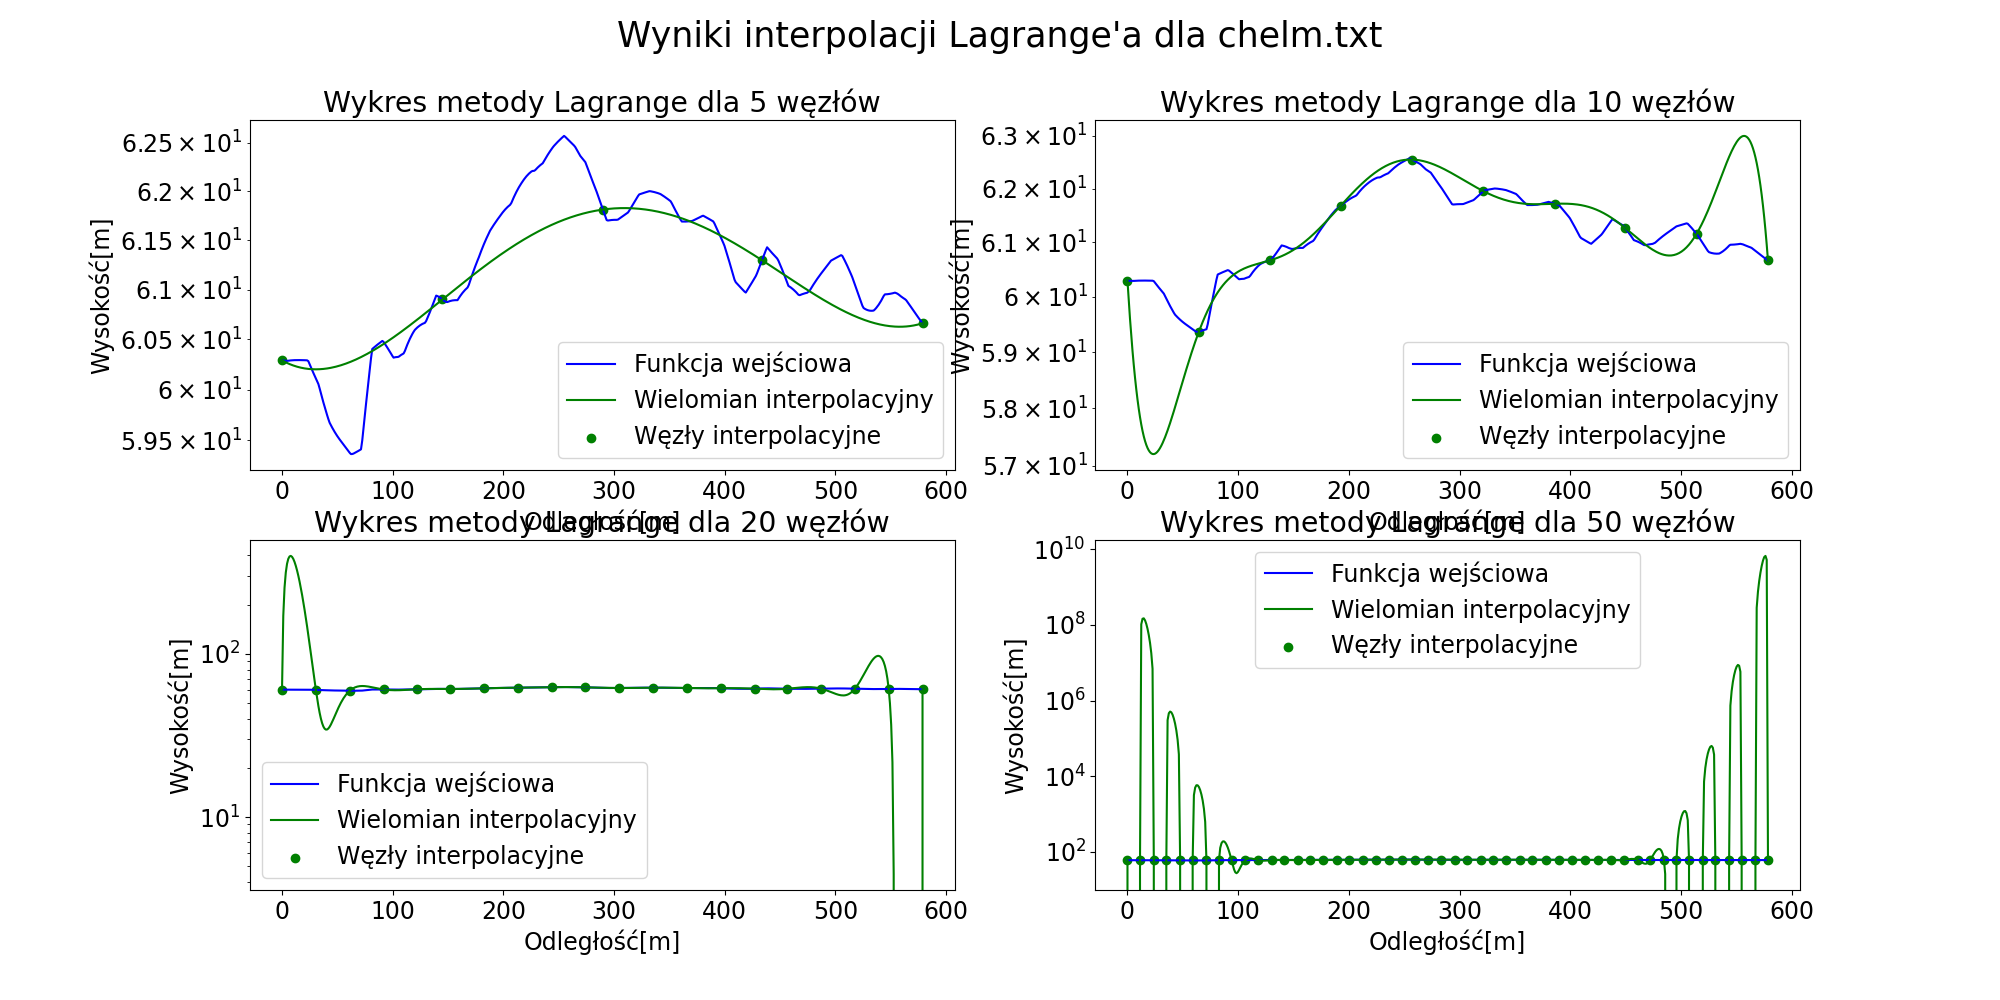 Wyniki interpolacji Lagrange'a dla chelm.txt
Wykres metody Lagrange dla 5 węzłów
6.25 × 10¹
6.2 × 10¹
6.15 × 10¹
6.1 × 10¹
6.05 × 10¹
6 × 10¹
5.95 × 10¹
Wysokość[m]
Funkcja wejściowa
Wielomian interpolacyjny
Węzły interpolacyjne
0 100 200 300 400 500 600
Odległość[m]
Wykres metody Lagrange dla 10 węzłów
6.3 × 10¹
6.2 × 10¹
6.1 × 10¹
6 × 10¹
5.9 × 10¹
5.8 × 10¹
5.7 × 10¹
Wysokość[m]
Funkcja wejściowa
Wielomian interpolacyjny
Węzły interpolacyjne
0 100 200 300 400 500 600
Odległość[m]
Wykres metody Lagrange dla 20 węzłów
10²
10¹
Wysokość[m]
Funkcja wejściowa
Wielomian interpolacyjny
Węzły interpolacyjne
0 100 200 300 400 500 600
Odległość[m]
Wykres metody Lagrange dla 50 węzłów
10¹⁰
10⁸
10⁶
10⁴
10²
Wysokość[m]
Funkcja wejściowa
Wielomian interpolacyjny
Węzły interpolacyjne
0 100 200 300 400 500 600
Odległość[m]